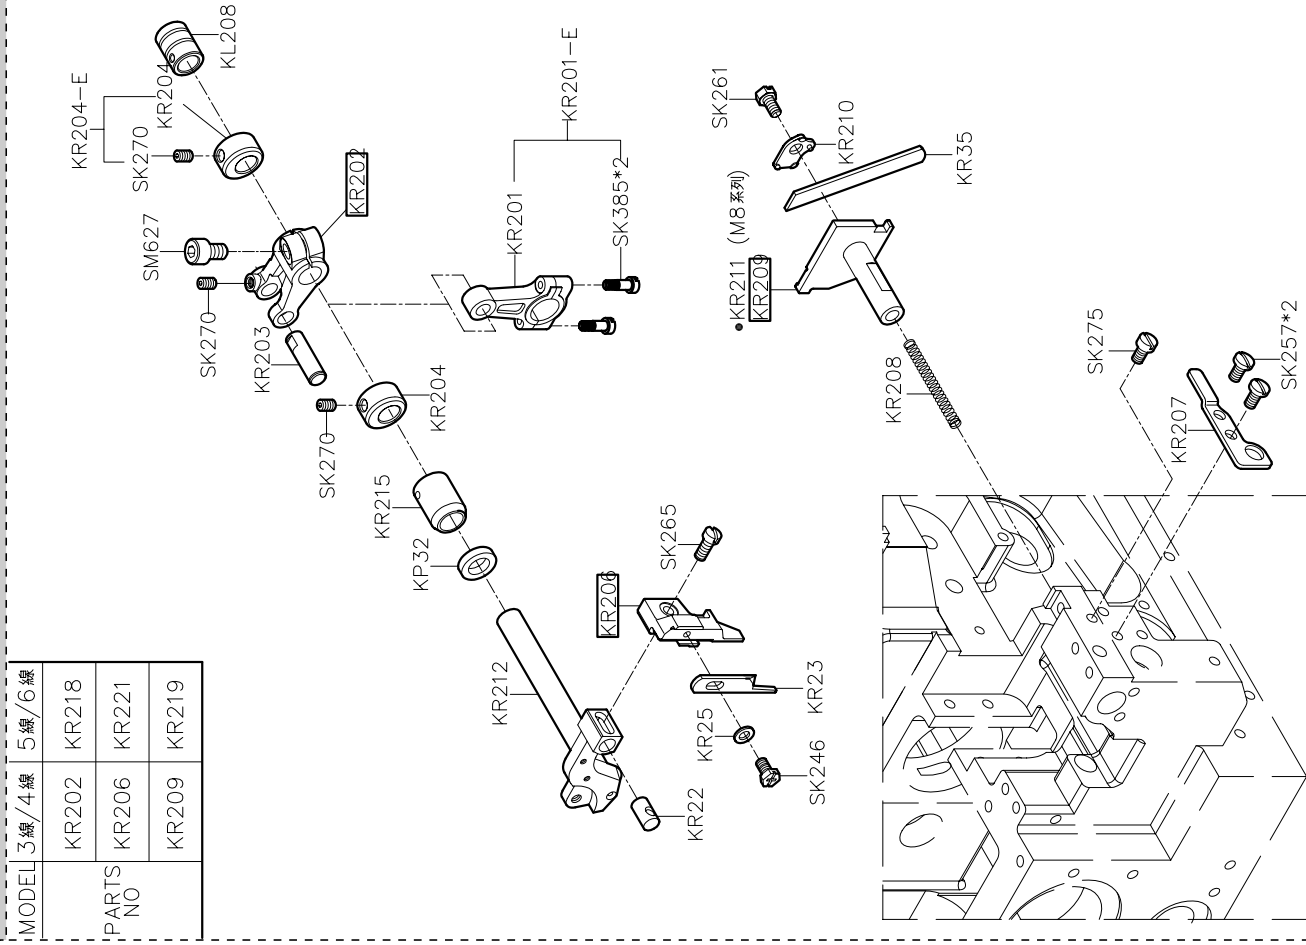 KL208
KR204
KR204-E
SK270
KR202
SM627
SK270
KR203
KR201-E
KR201
SK385*2
KR204
SK270
KR215
KP32
KR212
SK261
KR210
KR35
KR211 (M8系列)
KR209
KR208
SK275
SK257*2
KR207
SK265
KR206
KR23
KR25
SK246
KR22
MODEL 3線/4線 5線/6線
PARTS NO KR202 KR218
KR206 KR221
KR209 KR219